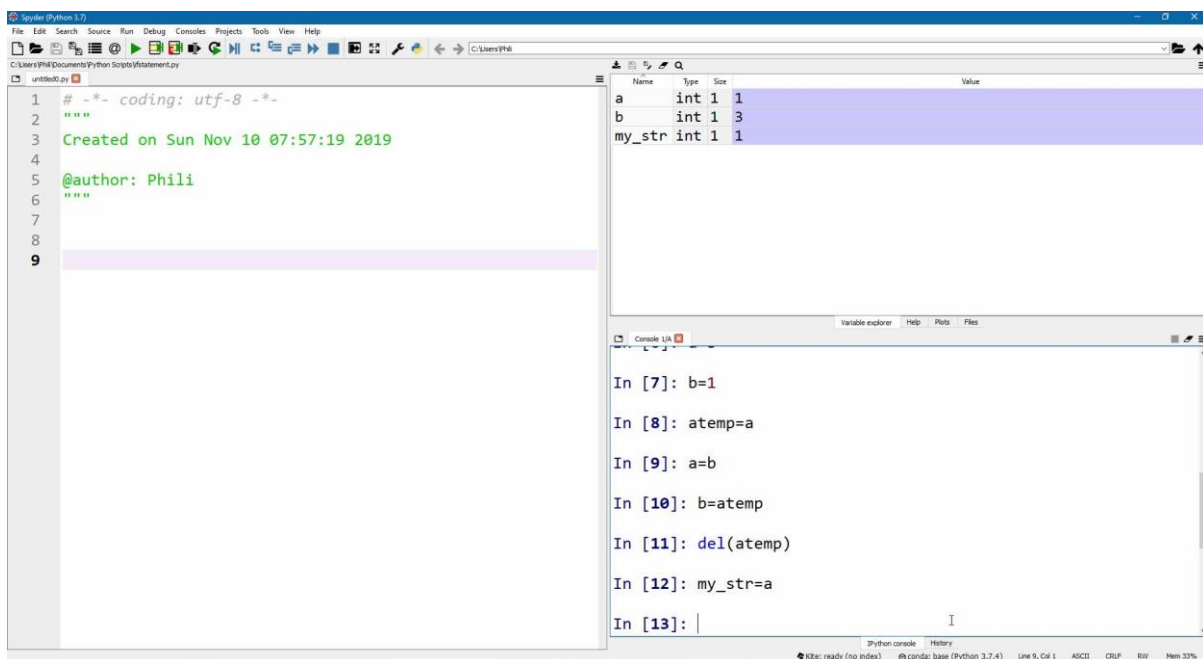 Spyder (Python 3.7)
File Edit Search Source Run Debug Consoles Projects Tools View Help
C:\Users\Phili
C:\Users\Phili\Documents\Python Scripts\ifstatement.py
untitled0.py
1 # -*- coding: utf-8 -*-
2 """
3 Created on Sun Nov 10 07:57:19 2019
4
5 @author: Phili
6 """
7
8
9
Name Type Size Value
a int 1 1
b int 1 3
my_str int 1 1
Variable explorer Help Plots Files
Console 1/A
In [7]: b=1
In [8]: atemp=a
In [9]: a=b
In [10]: b=atemp
In [11]: del(atemp)
In [12]: my_str=a
In [13]:
IPython console History
Kite: ready (no index) conda: base (Python 3.7.4) Line 9, Col 1 ASCII CRLF RW Mem 33%